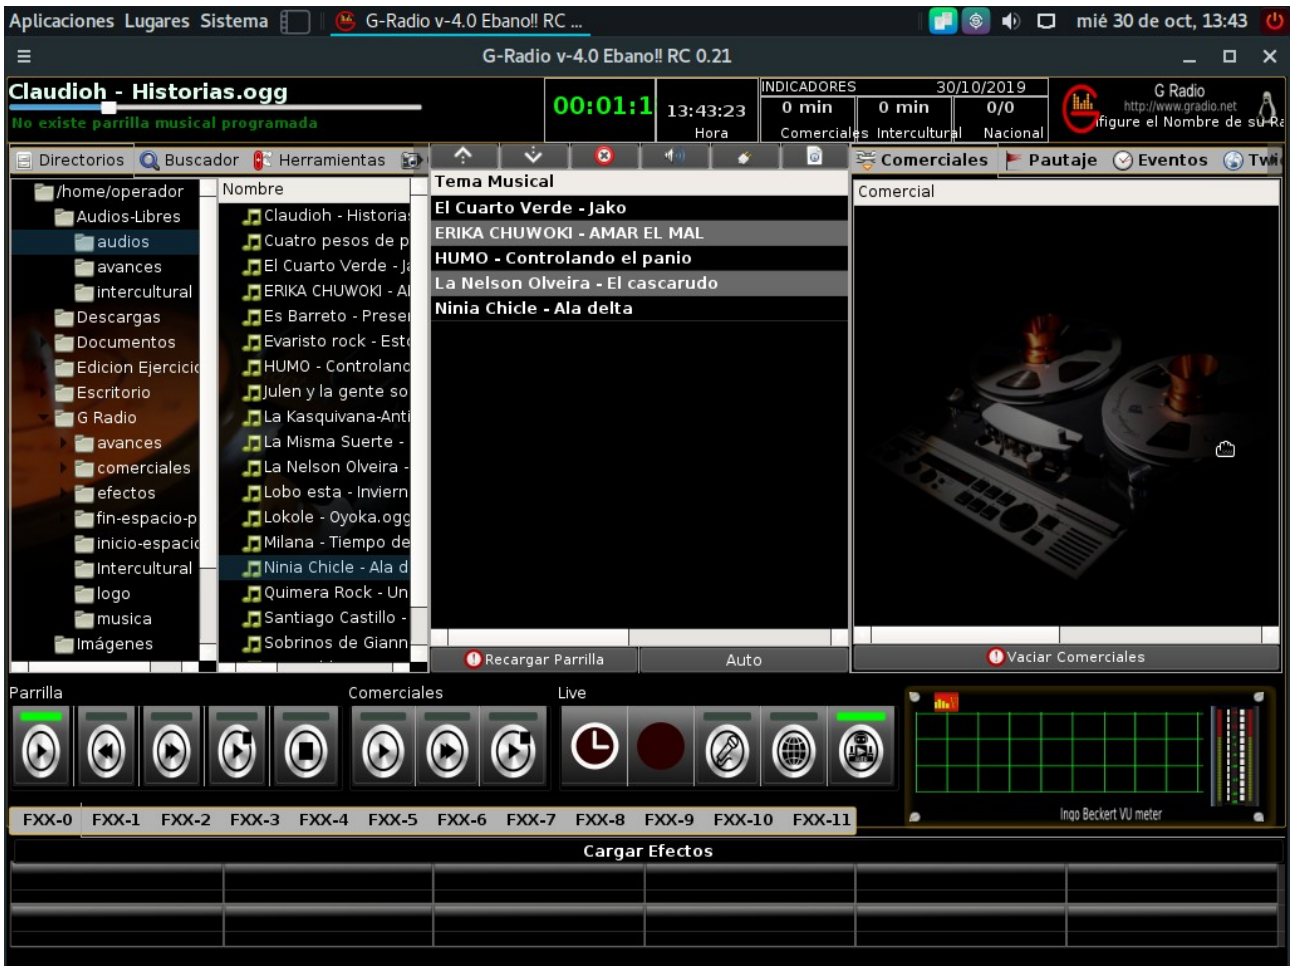 Aplicaciones Lugares Sistema G-Radio v-4.0 Ebano!! RC ... mié 30 de oct, 13:43
G-Radio v-4.0 Ebano!! RC 0.21
Claudioh - Historias.ogg
No existe parrilla musical programada
00:01:1
13:43:23
Hora
INDICADORES 30/10/2019
0 min 0 min 0/0
Comerciales Intercultural Nacional
G Radio
http://www.gradio.net
ifigure el Nombre de su Ra
Directorios Buscador Herramientas
/home/operador
Audios-Libres
audios
avances
intercultural
Descargas
Documentos
Edicion Ejercicio
Escritorio
G Radio
avances
comerciales
efectos
fin-espacio-p
inicio-espacio
Intercultural
logo
musica
Imágenes
Nombre
Claudioh - Historias
Cuatro pesos de p
El Cuarto Verde - Ja
ERIKA CHUWOKI - AI
Es Barreto - Presen
Evaristo rock - Esto
HUMO - Controlanc
Julen y la gente so
La Kasquivana-Anti
La Misma Suerte -
La Nelson Olveira -
Lobo esta - Inviern
Lokole - Oyoka.ogg
Milana - Tiempo de
Ninia Chicle - Ala d
Quimera Rock - Un
Santiago Castillo -
Sobrinos de Giann
Tema Musical
El Cuarto Verde - Jako
ERIKA CHUWOKI - AMAR EL MAL
HUMO - Controlando el panio
La Nelson Olveira - El cascarudo
Ninia Chicle - Ala delta
Recargar Parrilla Auto
Comerciales Pautaje Eventos Twi
Comercial
Vaciar Comerciales
Parrilla Comerciales Live
Ingo Beckert VU meter
FXX-0 FXX-1 FXX-2 FXX-3 FXX-4 FXX-5 FXX-6 FXX-7 FXX-8 FXX-9 FXX-10 FXX-11
Cargar Efectos